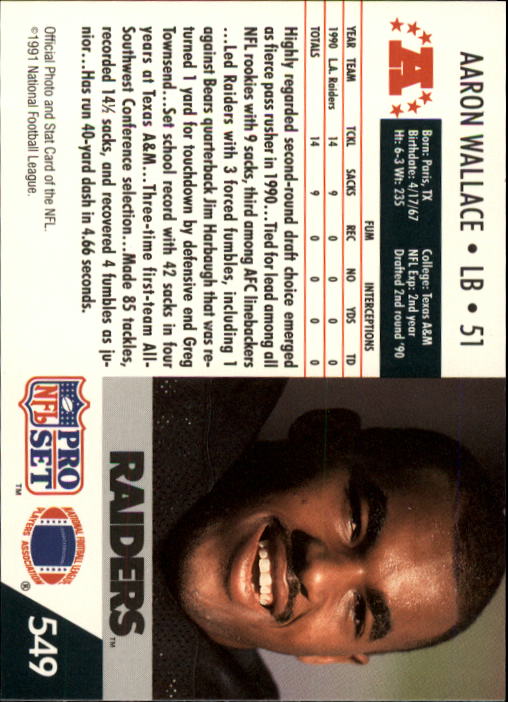 AARON WALLACE • LB • 51
A
Born: Paris, TX
Birthdate: 4/17/67
Ht: 6-3 Wt: 235
College: Texas A&M
NFL Exp: 2nd year
Drafted 2nd round '90
FUM INTERCEPTIONS
YEAR TEAM TCKL SACKS REC NO YDS TD
1990 L.A. Raiders 14 9 0 0 0 0
TOTALS 14 9 0 0 0 0
Highly regarded second-round draft choice emerged
as fierce pass rusher in 1990...Tied for lead among all
NFL rookies with 9 sacks, third among AFC linebackers
...Led Raiders with 3 forced fumbles, including 1
against Bears quarterback Jim Harbaugh that was re-
turned 1 yard for touchdown by defensive end Greg
Townsend...Set school record with 42 sacks in four
years at Texas A&M...Three-time first-team All-
Southwest Conference selection...Made 85 tackles,
recorded 14½ sacks, and recovered 4 fumbles as ju-
nior...Has run 40-yard dash in 4.66 seconds.
Official Photo and Stat Card of the NFL.
©1991 National Football League.
RAIDERS™
PRO
NFL SET™
NATIONAL FOOTBALL LEAGUE
PLAYERS ASSOCIATION®
549